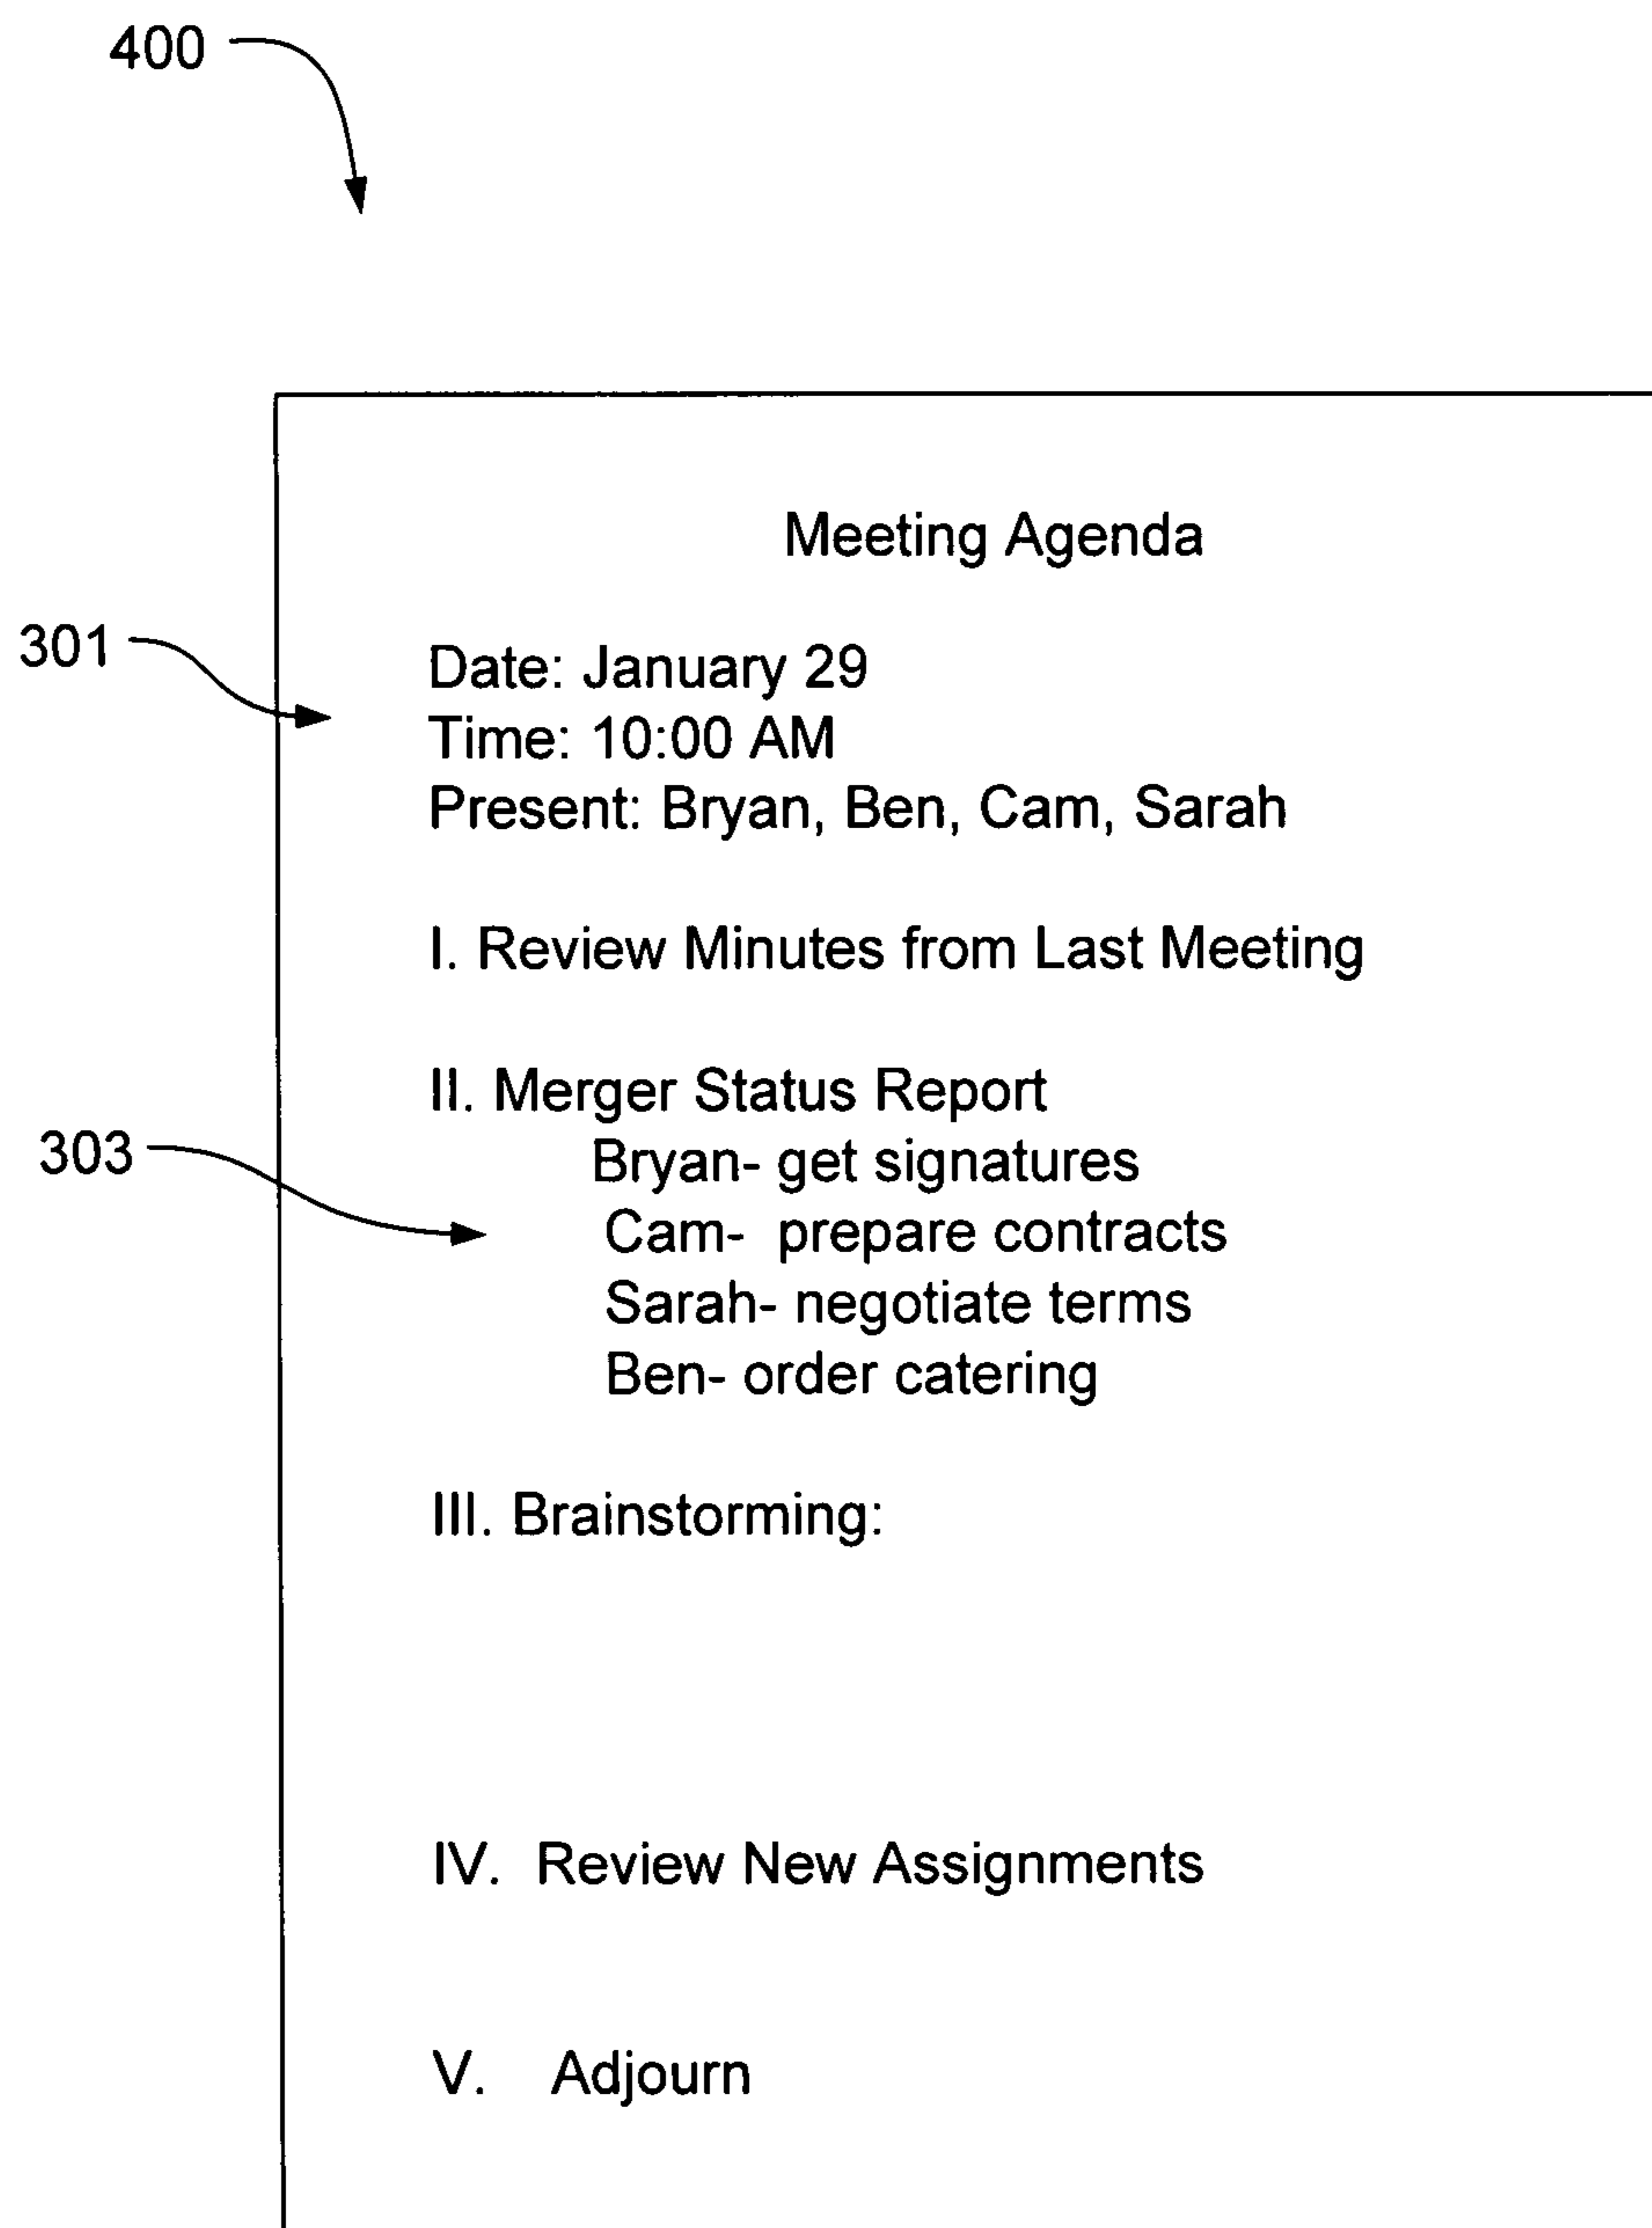 400
Meeting Agenda
301
Date: January 29
Time: 10:00 AM
Present: Bryan, Ben, Cam, Sarah
I. Review Minutes from Last Meeting
II. Merger Status Report
303
Bryan- get signatures
Cam- prepare contracts
Sarah- negotiate terms
Ben- order catering
III. Brainstorming:
IV. Review New Assignments
V. Adjourn